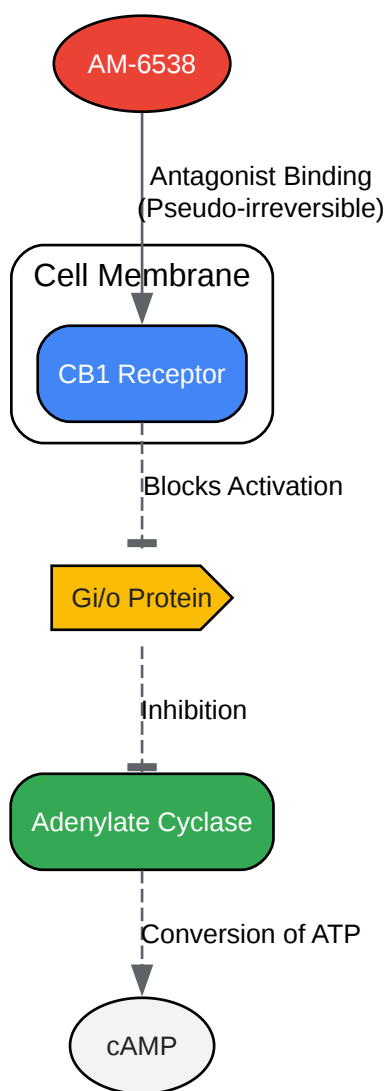 AM-6538
Antagonist Binding
(Pseudo-irreversible)
Cell Membrane
CB1 Receptor
Blocks Activation
Gi/o Protein
Inhibition
Adenylate Cyclase
Conversion of ATP
cAMP